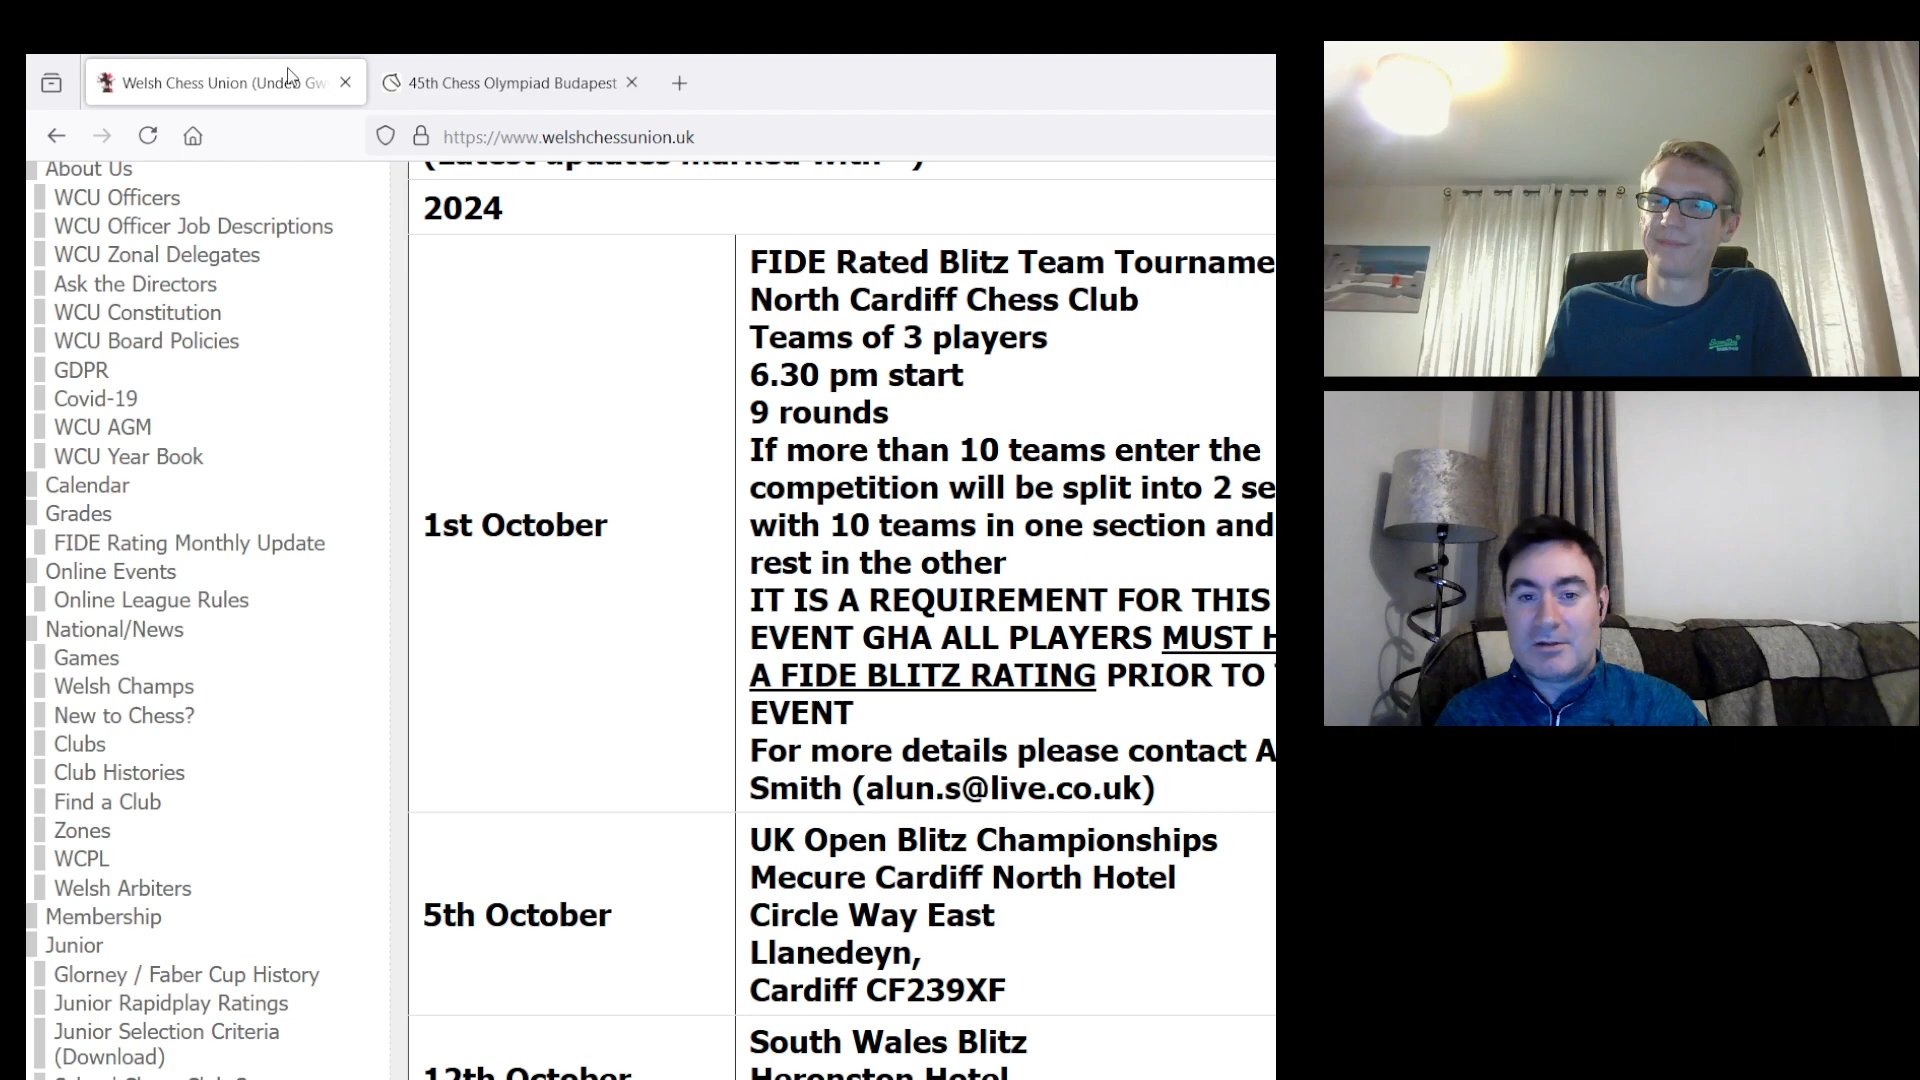 Welsh Chess Union (Unde
45th Chess Olympiad Budapest
https://www.welshchessunion.uk
About Us
WCU Officers
WCU Officer Job Descriptions
WCU Zonal Delegates
Ask the Directors
WCU Constitution
WCU Board Policies
GDPR
Covid-19
WCU AGM
WCU Year Book
Calendar
Grades
FIDE Rating Monthly Update
Online Events
Online League Rules
National/News
Games
Welsh Champs
New to Chess?
Clubs
Club Histories
Find a Club
Zones
WCPL
Welsh Arbiters
Membership
Junior
Glorney / Faber Cup History
Junior Rapidplay Ratings
Junior Selection Criteria
(Download)
(Latest updates marked with
2024
1st October
FIDE Rated Blitz Team Tourname
North Cardiff Chess Club
Teams of 3 players
6.30 pm start
9 rounds
If more than 10 teams enter the
competition will be split into 2 se
with 10 teams in one section and
rest in the other
IT IS A REQUIREMENT FOR THIS
EVENT GHA ALL PLAYERS MUST H
A FIDE BLITZ RATING PRIOR TO
EVENT
For more details please contact A
Smith (alun.s@live.co.uk)
5th October
UK Open Blitz Championships
Mecure Cardiff North Hotel
Circle Way East
Llanedeyn,
Cardiff CF239XF
12th October
South Wales Blitz
Heronston Hotel